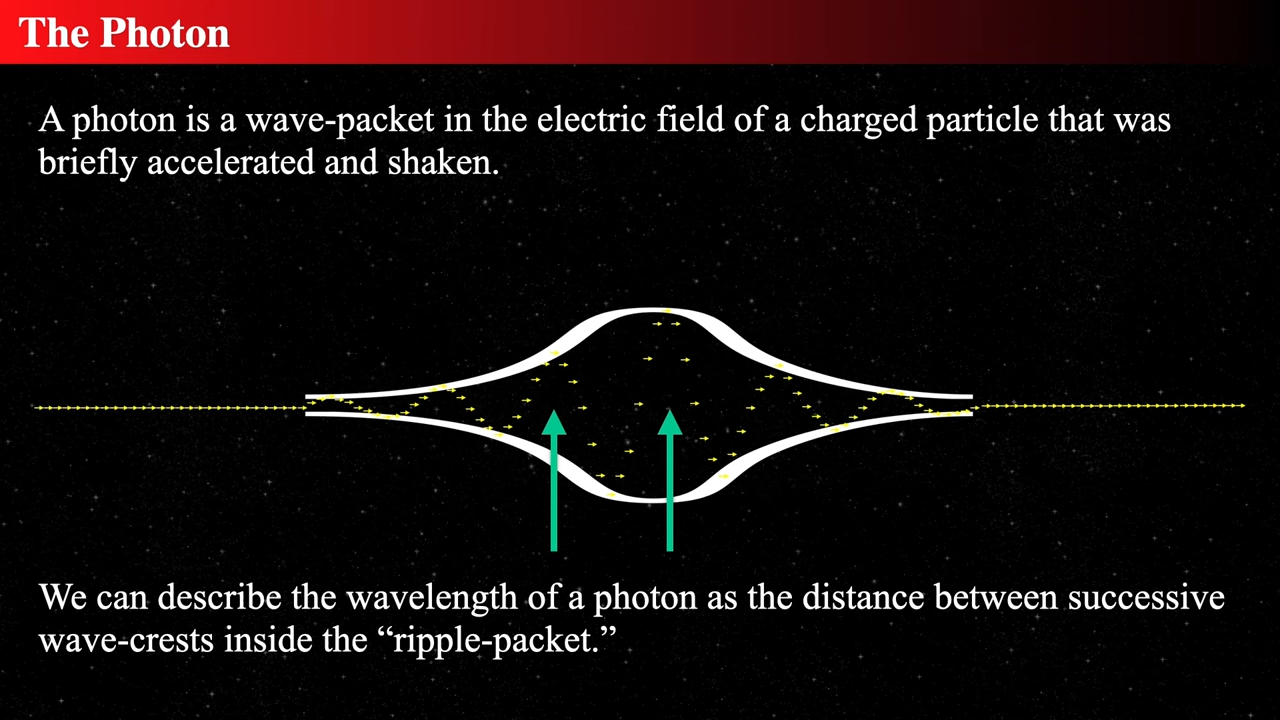 The Photon
A photon is a wave-packet in the electric field of a charged particle that was
briefly accelerated and shaken.
We can describe the wavelength of a photon as the distance between successive
wave-crests inside the “ripple-packet.”